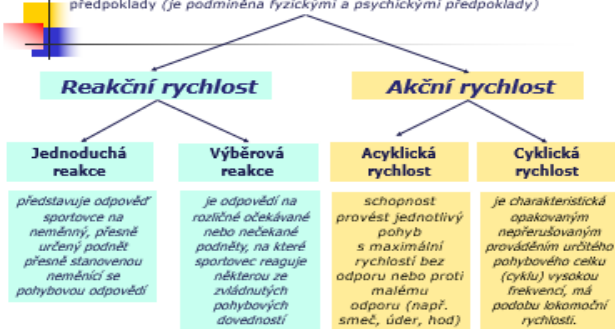 předpoklady (je podmíněna fyzickými a psychickými předpoklady)
Reakční rychlost
Akční rychlost
Jednoduchá
reakce
Výběrová
reakce
Acyklická
rychlost
Cyklická
rychlost
představuje odpověď
sportovce na
neměnný, přesně
určený podnět
přesně stanovenou
neměnící se
pohybovou odpovědí
je odpovědí na
rozličné očekávané
nebo nečekané
podněty, na které
sportovec reaguje
některou ze
zvládnutých
pohybových
dovedností
schopnost
provést jednotlivý
pohyb
s maximální
rychlostí bez
odporu nebo proti
malému
odporu (např.
smeč, úder, hod)
je charakteristická
opakovaným
nepřerušovaným
prováděním určitého
pohybového celku
(cyklu) vysokou
frekvencí, má
podobu lokomoční
rychlosti.